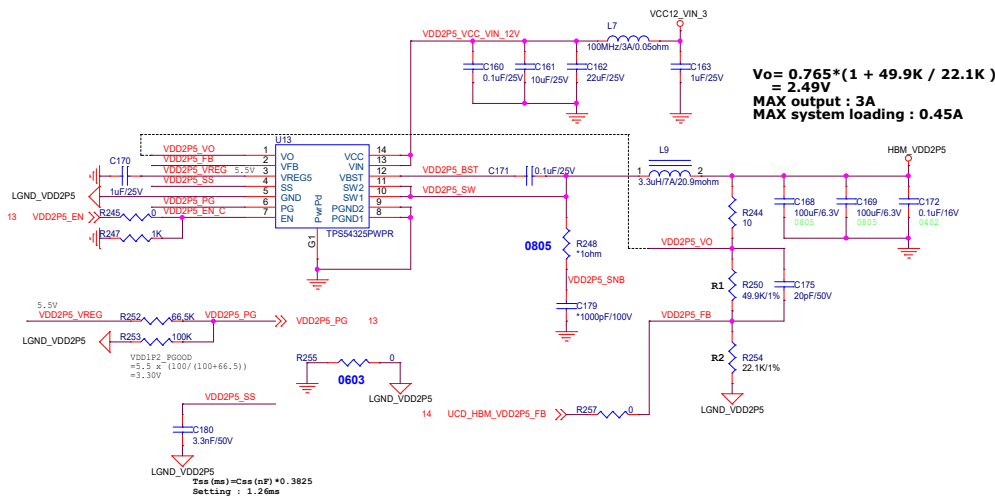 VCC12_VIN_3
L7
100MHz/3A/0.05ohm
VDD2P5_VCC_VIN_12V
C160
0.1uF/25V
C161
10uF/25V
C162
22uF/25V
C163
1uF/25V
Vo= 0.765*(1 + 49.9K / 22.1K )
= 2.49V
MAX output : 3A
MAX system loading : 0.45A
U13
VDD2P5_VO
1
VO
VCC
14
VDD2P5_FB
2
VFB
VIN
13
VDD2P5_VREG
5.5V
3
VREG5
VBST
12
VDD2P5_BST
VDD2P5_SS
4
SS
SW2
11
5
GND
SW1
10
VDD2P5_SW
VDD2P5_PG
6
PG
PGND2
9
VDD2P5_EN_C
7
EN
PGND1
8
PwrPd
G1
TPS54325PWPR
C170
1uF/25V
LGND_VDD2P5
13
VDD2P5_EN
R245
0
R247
1K
C171
0.1uF/25V
L9
1
2
3.3uH/7A/20.9mohm
HBM_VDD2P5
R244
10
C168
100uF/6.3V
0805
C169
100uF/6.3V
0805
C172
0.1uF/16V
0402
0805
R248
*1ohm
VDD2P5_SNB
C179
*1000pF/100V
VDD2P5_VO
R1
R250
49.9K/1%
C175
20pF/50V
VDD2P5_FB
R2
R254
22.1K/1%
LGND_VDD2P5
5.5V
VDD2P5_VREG
R252
66.5K
VDD2P5_PG
VDD2P5_PG
13
LGND_VDD2P5
R253
100K
VDD1P2_PGOOD
=5.5 x (100/(100+66.5))
=3.30V
R255
0
0603
LGND_VDD2P5
14
UCD_HBM_VDD2P5_FB
R257
0
VDD2P5_SS
C180
3.3nF/50V
LGND_VDD2P5
Tss(ms)=Css(nF)*0.3825
Setting : 1.26ms